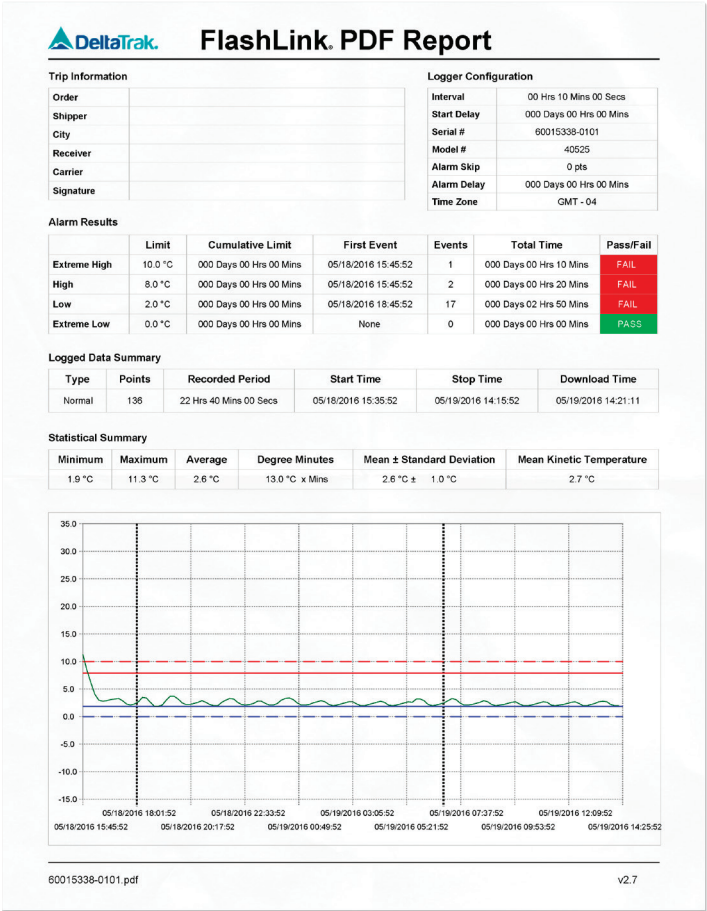 DeltaTrak.
FlashLink® PDF Report
Trip Information
Order
Shipper
City
Receiver
Carrier
Signature
Logger Configuration
Interval 00 Hrs 10 Mins 00 Secs
Start Delay 000 Days 00 Hrs 00 Mins
Serial # 60015338-0101
Model # 40525
Alarm Skip 0 pts
Alarm Delay 000 Days 00 Hrs 00 Mins
Time Zone GMT - 04
Alarm Results
Limit Cumulative Limit First Event Events Total Time Pass/Fail
Extreme High 10.0 °C 000 Days 00 Hrs 00 Mins 05/18/2016 15:45:52 1 000 Days 00 Hrs 10 Mins FAIL
High 8.0 °C 000 Days 00 Hrs 00 Mins 05/18/2016 15:45:52 2 000 Days 00 Hrs 20 Mins FAIL
Low 2.0 °C 000 Days 00 Hrs 00 Mins 05/18/2016 18:45:52 17 000 Days 02 Hrs 50 Mins FAIL
Extreme Low 0.0 °C 000 Days 00 Hrs 00 Mins None 0 000 Days 00 Hrs 00 Mins PASS
Logged Data Summary
Type Points Recorded Period Start Time Stop Time Download Time
Normal 136 22 Hrs 40 Mins 00 Secs 05/18/2016 15:35:52 05/19/2016 14:15:52 05/19/2016 14:21:11
Statistical Summary
Minimum Maximum Average Degree Minutes Mean ± Standard Deviation Mean Kinetic Temperature
1.9 °C 11.3 °C 2.6 °C 13.0 °C x Mins 2.6 °C ± 1.0 °C 2.7 °C
35.0
30.0
25.0
20.0
15.0
10.0
5.0
0.0
-5.0
-10.0
-15.0
05/18/2016 18:01:52 05/18/2016 22:33:52 05/19/2016 03:05:52 05/19/2016 07:37:52 05/19/2016 12:09:52
05/18/2016 15:45:52 05/18/2016 20:17:52 05/19/2016 00:49:52 05/19/2016 05:21:52 05/19/2016 09:53:52 05/19/2016 14:25:52
60015338-0101.pdf v2.7